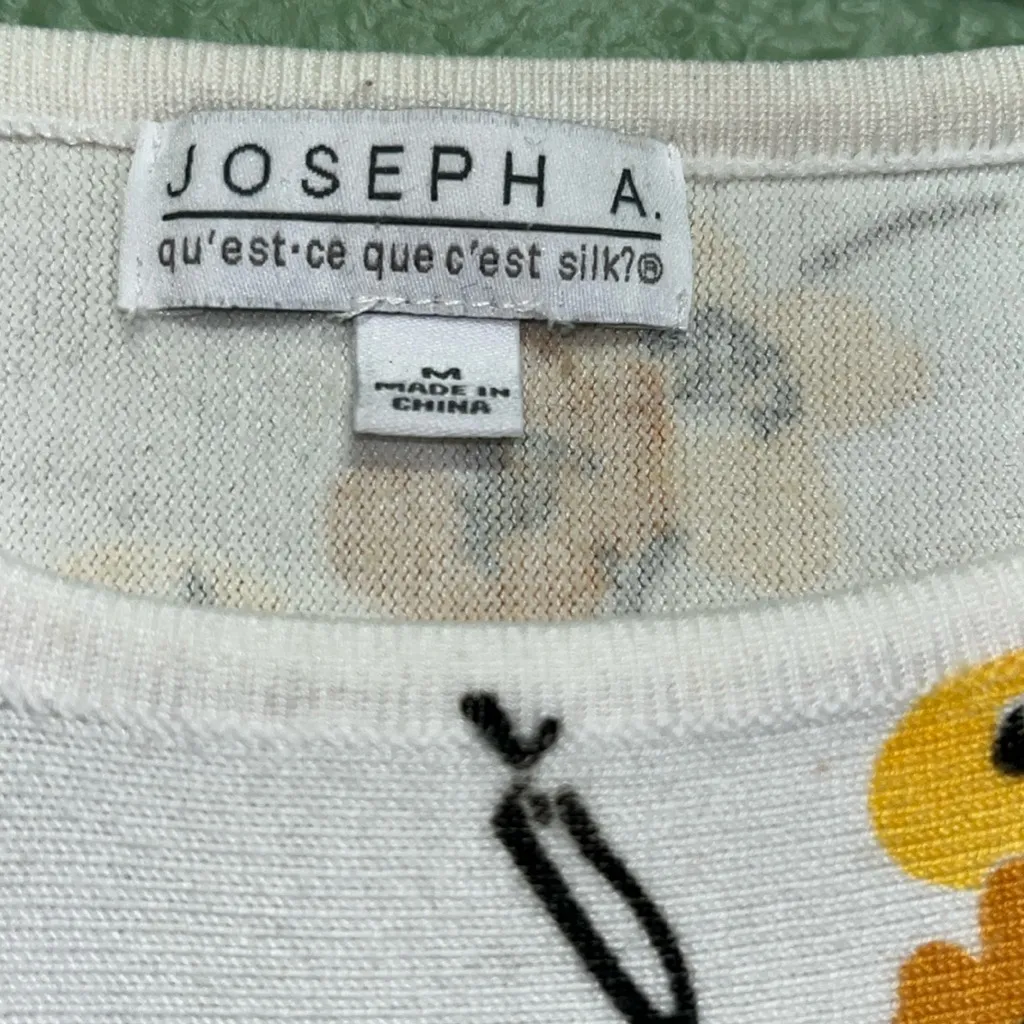 JOSEPH A.
qu'est·ce que c'est silk?®
M
MADE IN
CHINA